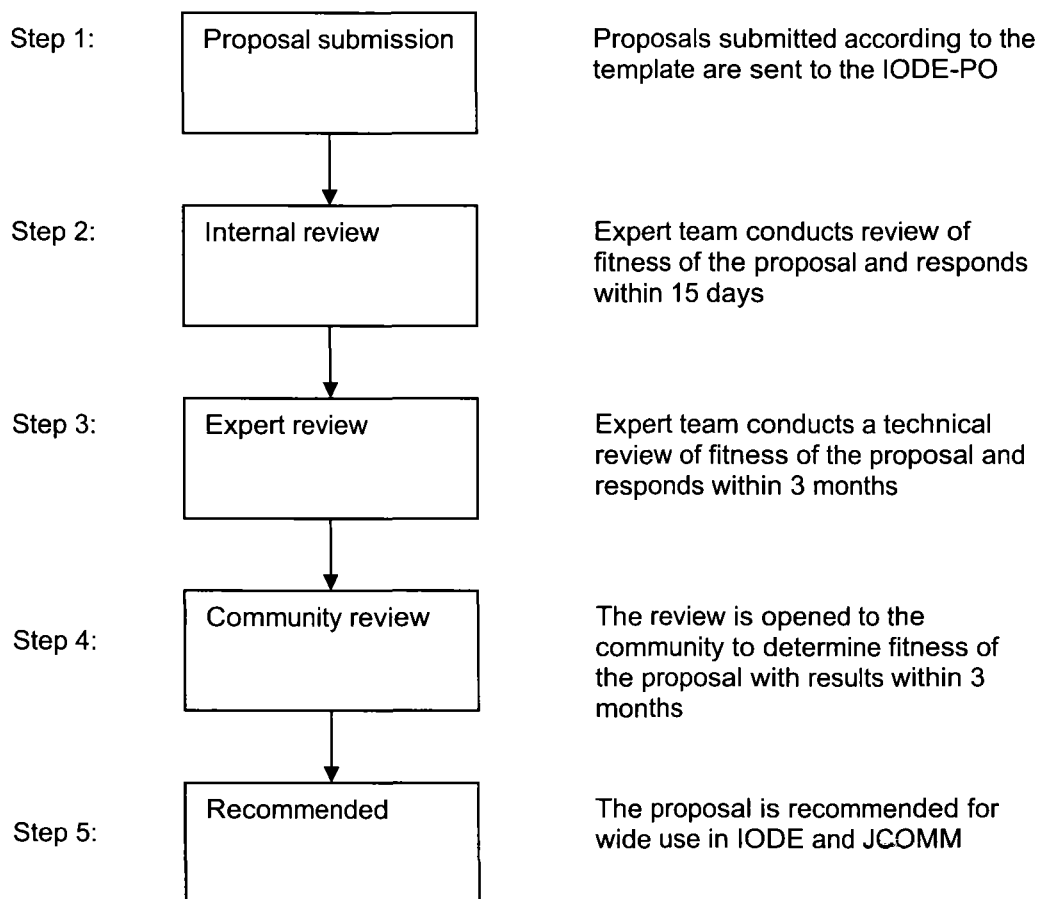 Step 1:
Proposal submission
Proposals submitted according to the
template are sent to the IODE-PO
Step 2:
Internal review
Expert team conducts review of
fitness of the proposal and responds
within 15 days
Step 3:
Expert review
Expert team conducts a technical
review of fitness of the proposal and
responds within 3 months
Step 4:
Community review
The review is opened to the
community to determine fitness of
the proposal with results within 3
months
Step 5:
Recommended
The proposal is recommended for
wide use in IODE and JCOMM